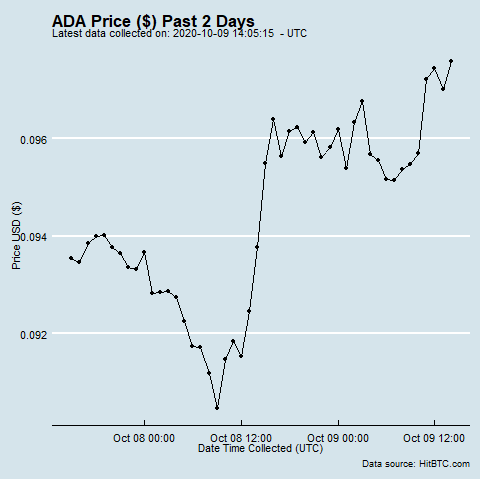 ADA Price ($) Past 2 Days
Latest data collected on: 2020-10-09 14:05:15 - UTC
Price USD ($)
0.096
0.094
0.092
Oct 08 00:00 Oct 08 12:00 Oct 09 00:00 Oct 09 12:00
Date Time Collected (UTC)
Data source: HitBTC.com